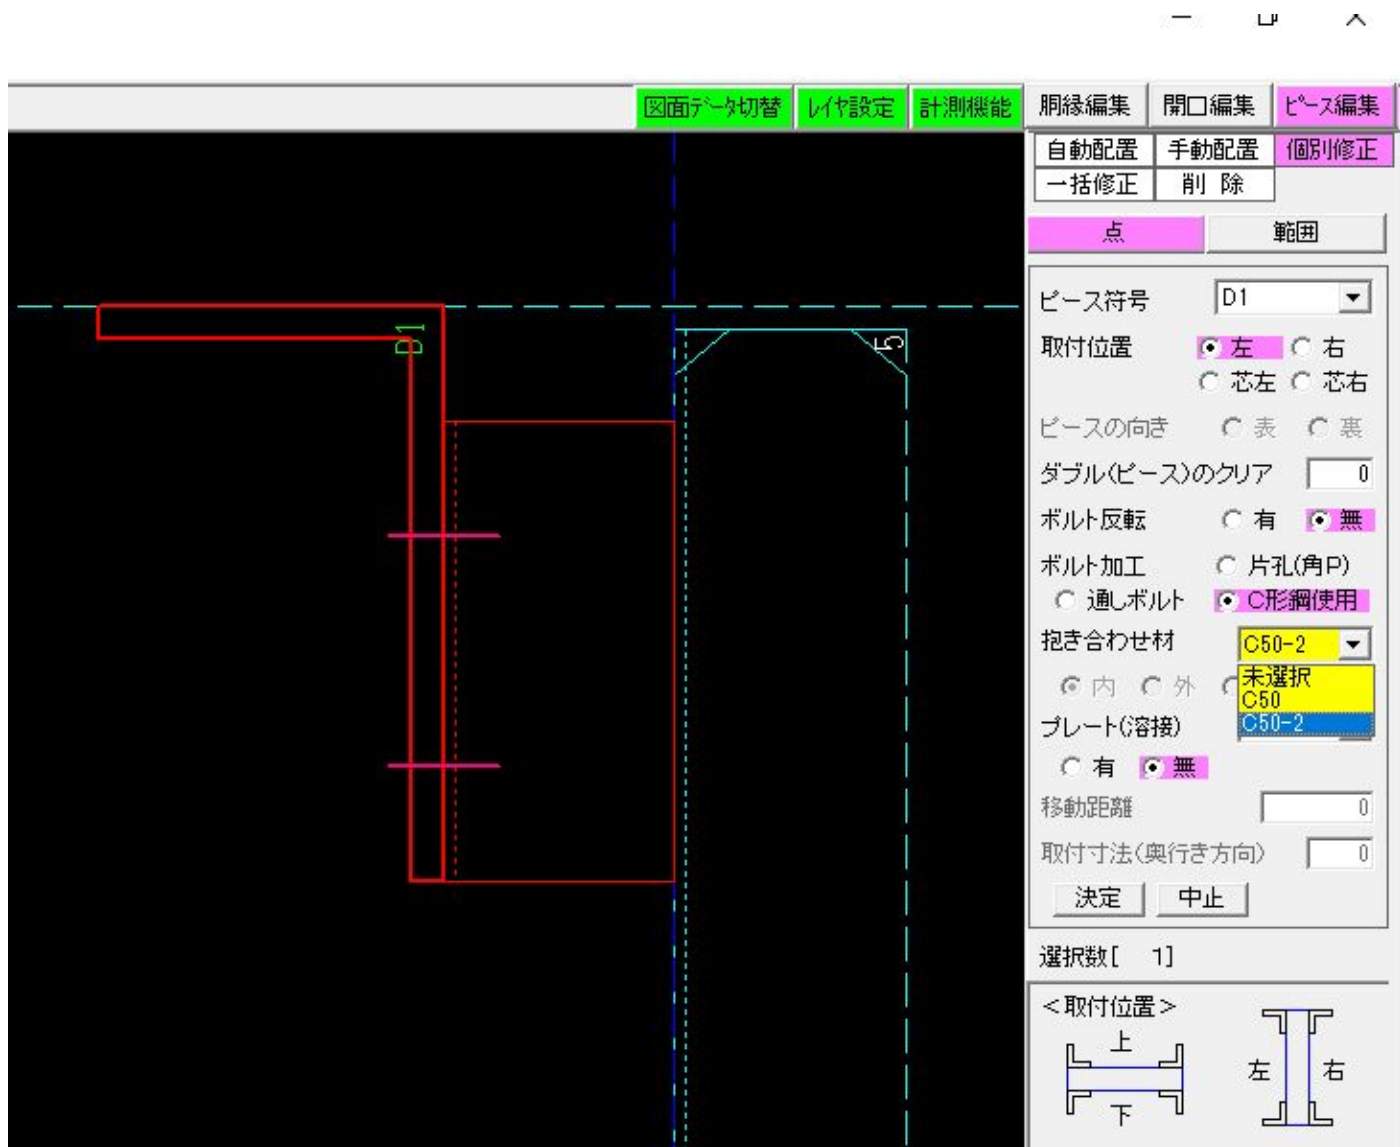 図面データ切替 レイヤ設定 計測機能 胴縁編集 開口編集 ピース編集
自動配置 手動配置 個別修正
一括修正 削 除
点 範囲
ピース符号 D1
取付位置 左 右
芯左 芯右
ピースの向き 表 裏
ダブル(ピース)のクリア 0
ボルト反転 有 無
ボルト加工 片孔(角P)
通しボルト C形鋼使用
抱き合わせ材 C50-2
内 外
未選択
C50
C50-2
プレート(溶接)
有 無
移動距離 0
取付寸法(奥行き方向) 0
決定 中止
選択数[ 1]
<取付位置>
上
下
左 右
D1
5